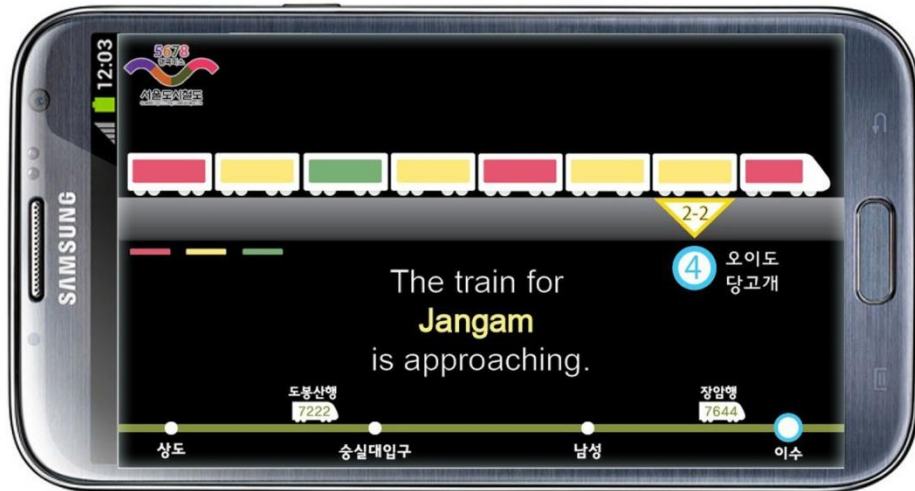 12:03
5678
서울도시철도
SAMSUNG
2-2
4
오이도
당고개
The train for
Jangam
is approaching.
도봉산행
7222
장암행
7644
상도
숭실대입구
남성
이수